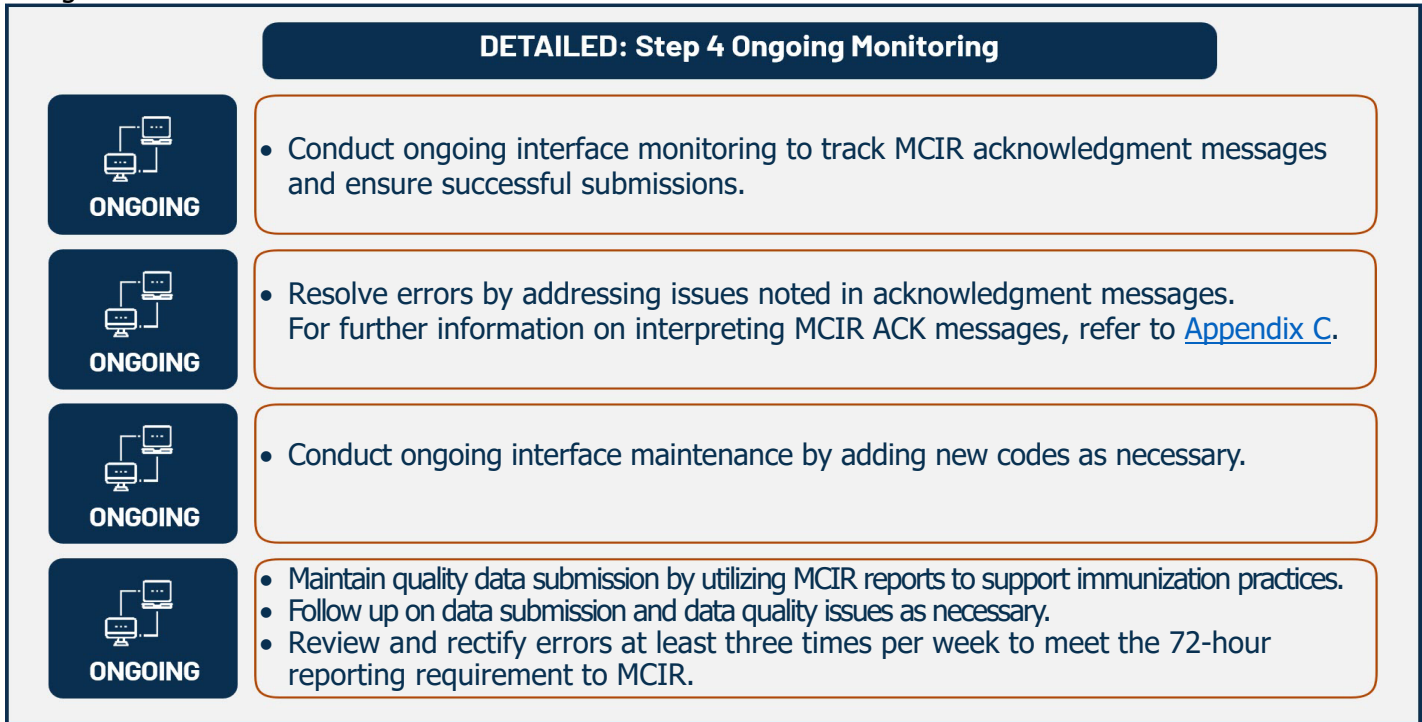 DETAILED: Step 4 Ongoing Monitoring
ONGOING
• Conduct ongoing interface monitoring to track MCIR acknowledgment messages
and ensure successful submissions.
ONGOING
• Resolve errors by addressing issues noted in acknowledgment messages.
For further information on interpreting MCIR ACK messages, refer to Appendix C.
ONGOING
• Conduct ongoing interface maintenance by adding new codes as necessary.
ONGOING
• Maintain quality data submission by utilizing MCIR reports to support immunization practices.
• Follow up on data submission and data quality issues as necessary.
• Review and rectify errors at least three times per week to meet the 72-hour
reporting requirement to MCIR.